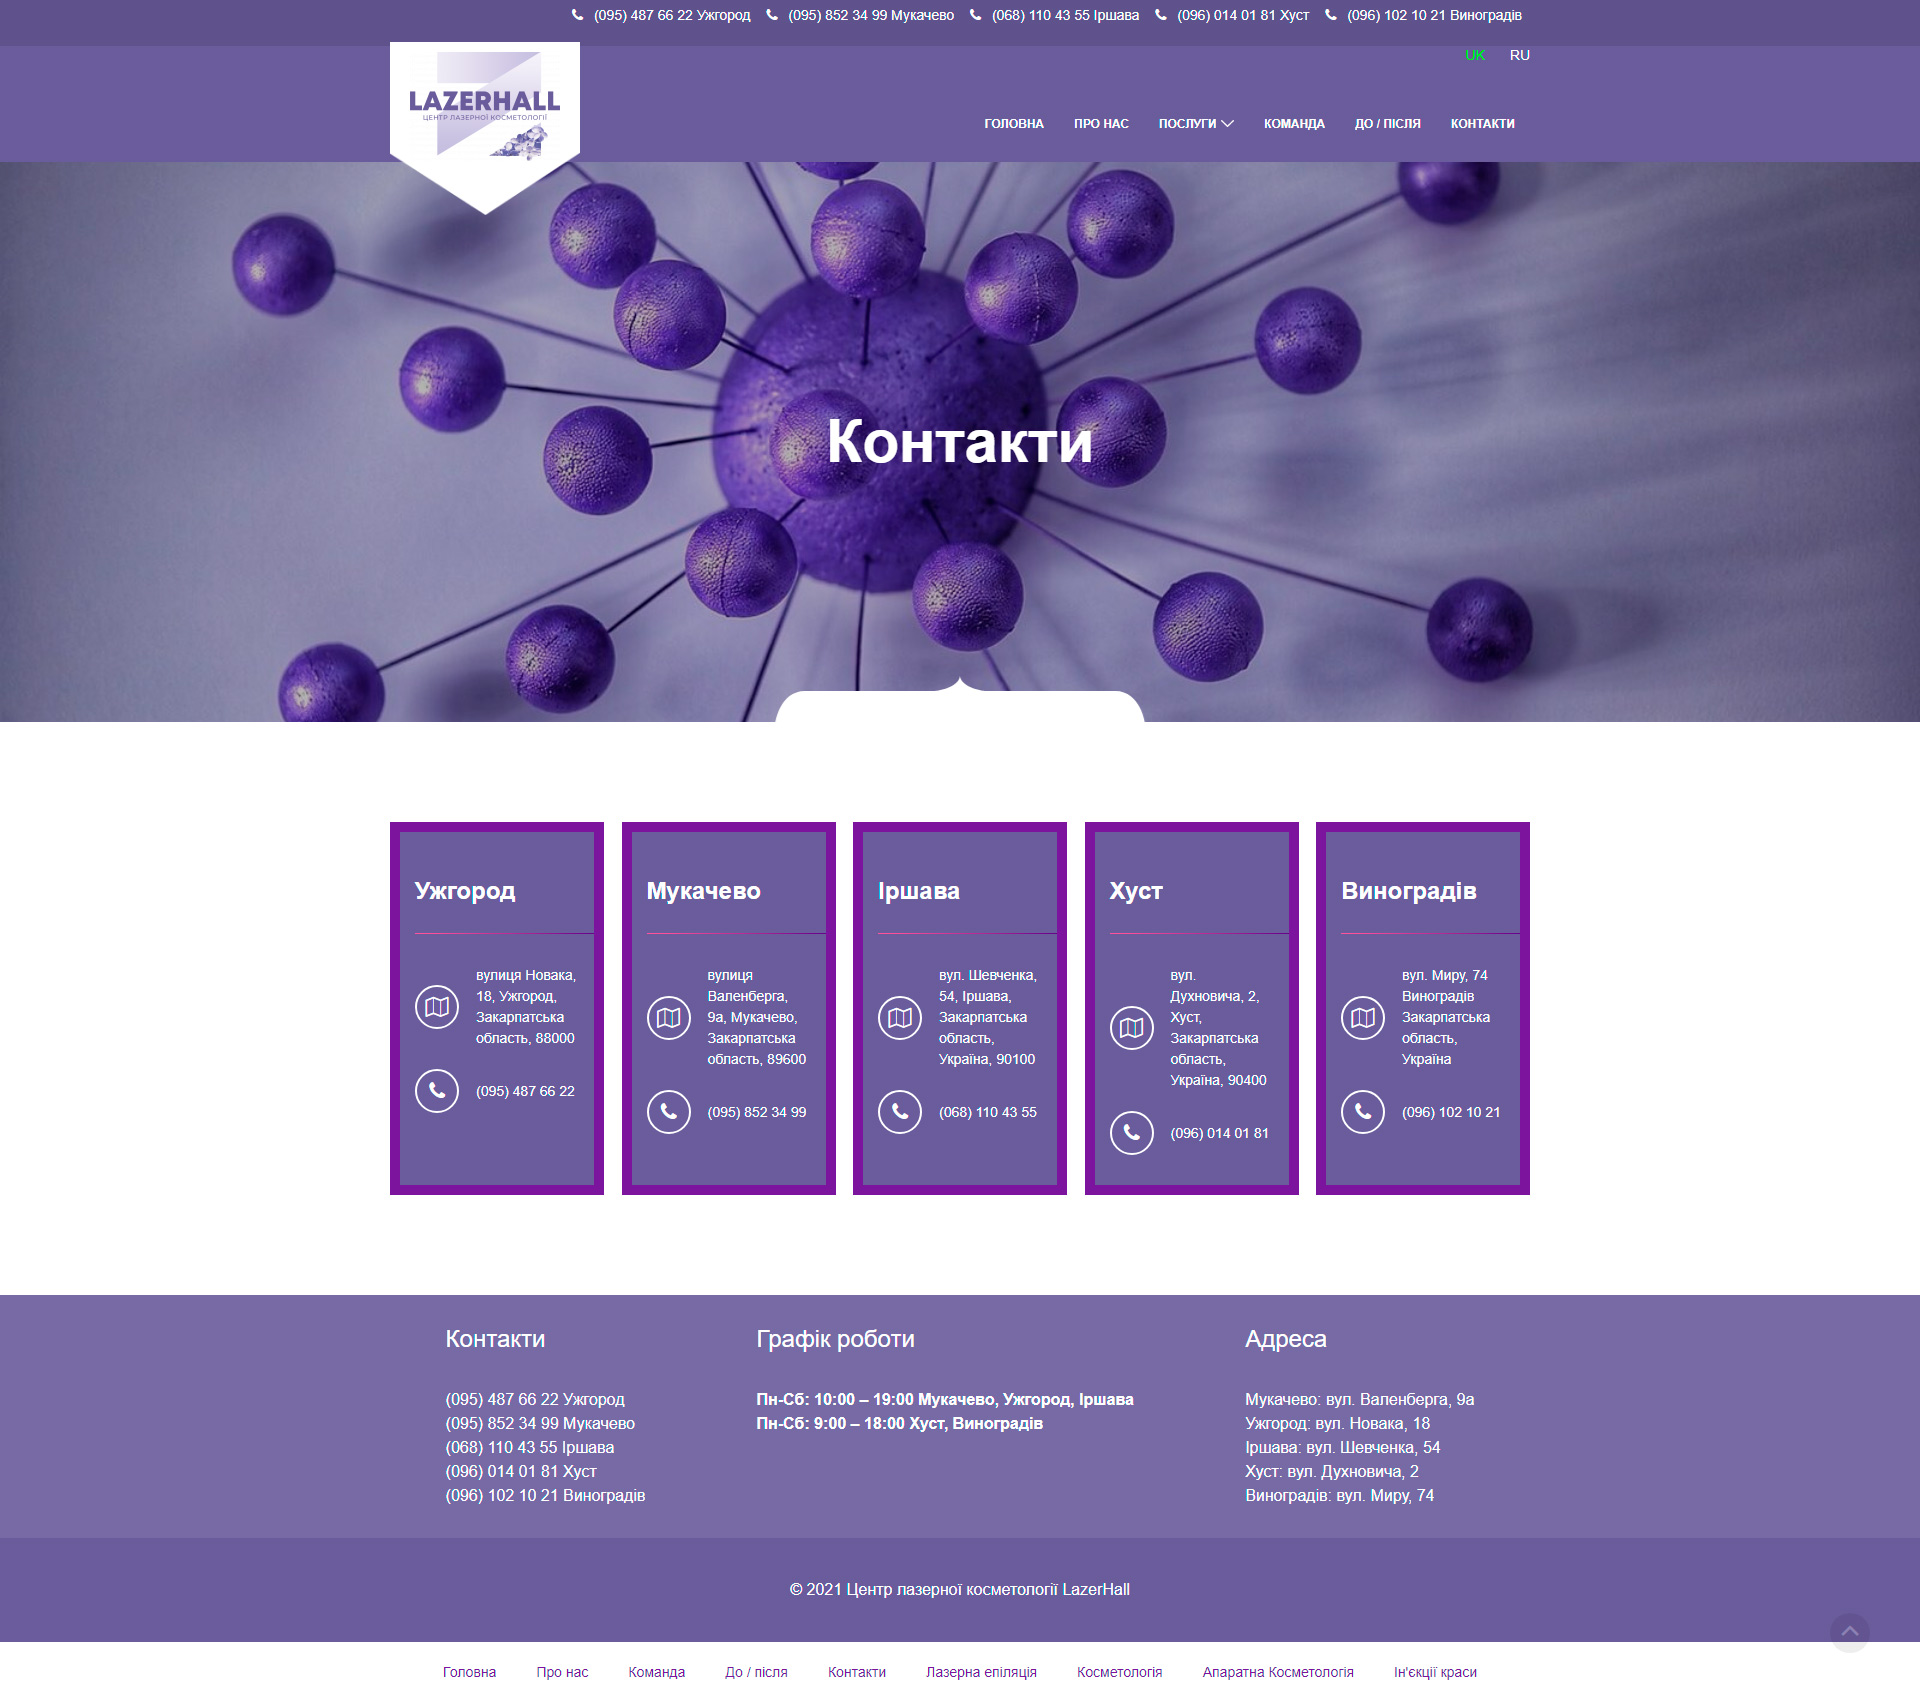 (095) 487 66 22 Ужгород (095) 852 34 99 Мукачево (068) 110 43 55 Іршава (096) 014 01 81 Хуст (096) 102 10 21 Виноградів
UK RU
LAZERHALL
ЦЕНТР ЛАЗЕРНОЇ КОСМЕТОЛОГІЇ
ГОЛОВНА ПРО НАС ПОСЛУГИ КОМАНДА ДО / ПІСЛЯ КОНТАКТИ
Контакти
Ужгород
вулиця Новака,
18, Ужгород,
Закарпатська
область, 88000
(095) 487 66 22
Мукачево
вулиця
Валенберга,
9а, Мукачево,
Закарпатська
область, 89600
(095) 852 34 99
Іршава
вул. Шевченка,
54, Іршава,
Закарпатська
область,
Україна, 90100
(068) 110 43 55
Хуст
вул.
Духновича, 2,
Хуст,
Закарпатська
область,
Україна, 90400
(096) 014 01 81
Виноградів
вул. Миру, 74
Виноградів
Закарпатська
область,
Україна
(096) 102 10 21
Контакти
(095) 487 66 22 Ужгород
(095) 852 34 99 Мукачево
(068) 110 43 55 Іршава
(096) 014 01 81 Хуст
(096) 102 10 21 Виноградів
Графік роботи
Пн-Сб: 10:00 – 19:00 Мукачево, Ужгород, Іршава
Пн-Сб: 9:00 – 18:00 Хуст, Виноградів
Адреса
Мукачево: вул. Валенберга, 9а
Ужгород: вул. Новака, 18
Іршава: вул. Шевченка, 54
Хуст: вул. Духновича, 2
Виноградів: вул. Миру, 74
© 2021 Центр лазерної косметології LazerHall
Головна Про нас Команда До / після Контакти Лазерна епіляція Косметологія Апаратна Косметологія Ін'єкції краси